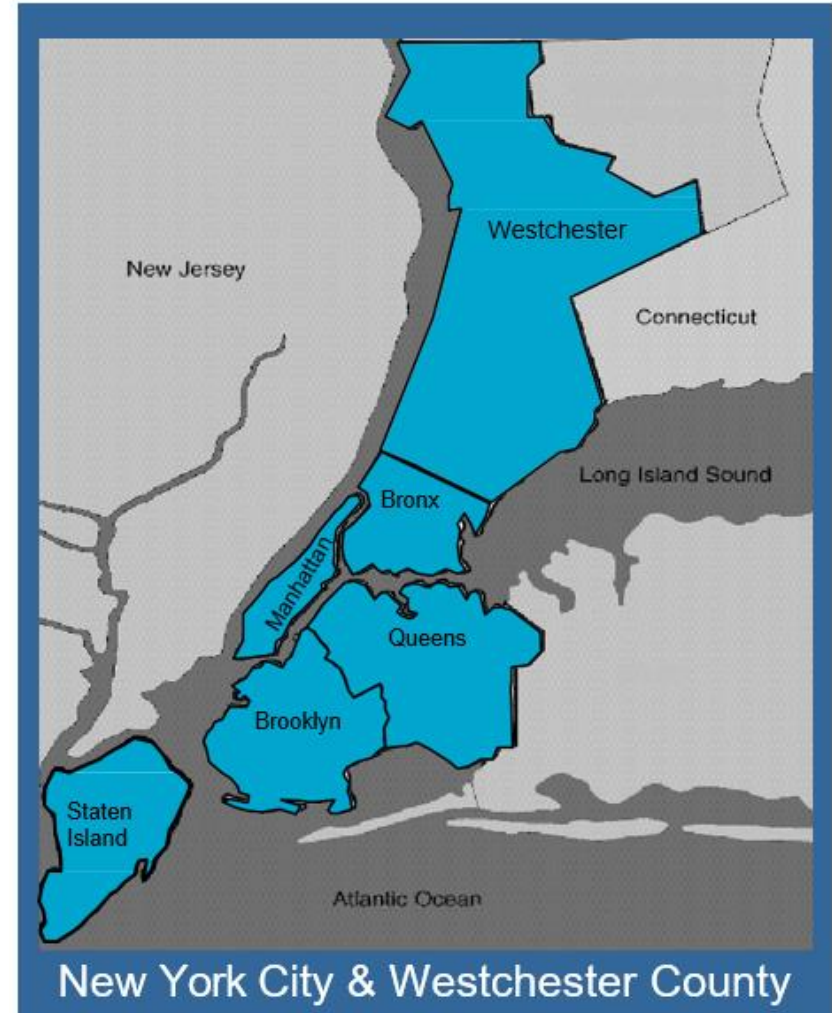 Westchester
New Jersey
Connecticut
Long Island Sound
Bronx
Manhattan
Queens
Brooklyn
Staten
Island
Atlantic Ocean
New York City & Westchester County